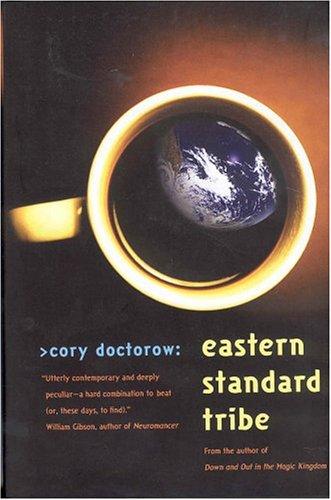 >cory doctorow:
eastern
standard
tribe
"Utterly contemporary and deeply
peculiar—a hard combination to beat
(or, these days, to find)."
William Gibson, author of Neuromancer
From the author of
Down and Out in the Magic Kingdom